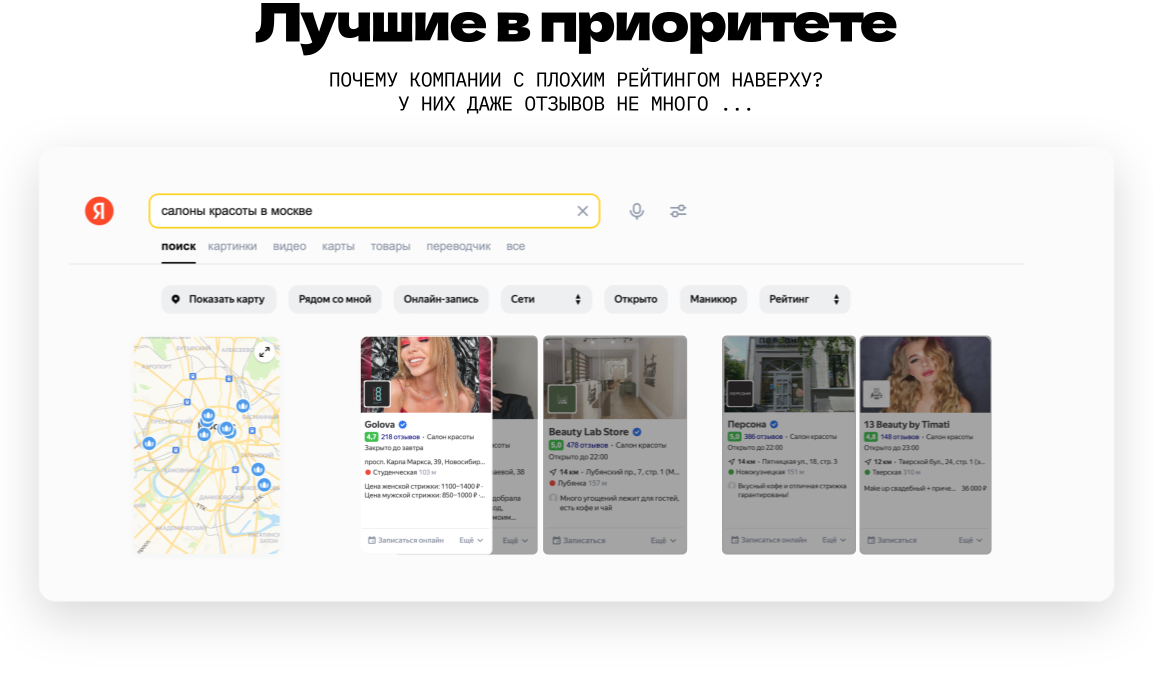 Лучшие в приоритете
ПОЧЕМУ КОМПАНИИ С ПЛОХИМ РЕЙТИНГОМ НАВЕРХУ?
У НИХ ДАЖЕ ОТЗЫВОВ НЕ МНОГО ...
Я
салоны красоты в москве
поиск картинки видео карты товары переводчик все
Показать карту Рядом со мной Онлайн-запись Сети Открыто Маникюр Рейтинг
Golova
4,7 218 отзывов · Салон красоты
Закрыто до завтра
просп. Карла Маркса, 39, Новосибир...
Студенческая 103 м
Цена женской стрижки: 1100–1400 ₽ ·
Цена мужской стрижки: 850–1000 ₽ ·...
Записаться онлайн Ещё
соты
аевой, 38
добрала
од,
моим...
Ещё
Beauty Lab Store
5,0 478 отзывов · Салон красоты
Открыто до 22:00
14 км · Лубянский пр., 7, стр. 1 (М...
Лубянка 157 м
Много угощений лежит для гостей,
есть кофе и чай
Записаться Ещё
Персона
5,0 386 отзывов · Салон красоты
Открыто до 22:00
14 км · Пятницкая ул., 18, стр. 3
Новокузнецкая 151 м
Вкусный кофе и отличная стрижка
гарантированы!
Записаться онлайн Ещё
13 Beauty by Timati
4,8 148 отзывов · Салон красоты
Открыто до 23:00
12 км · Тверской бул., 24, стр. 1 (э...
Тверская 310 м
Make up свадебный + приче... 36 000 ₽
Записаться Ещё